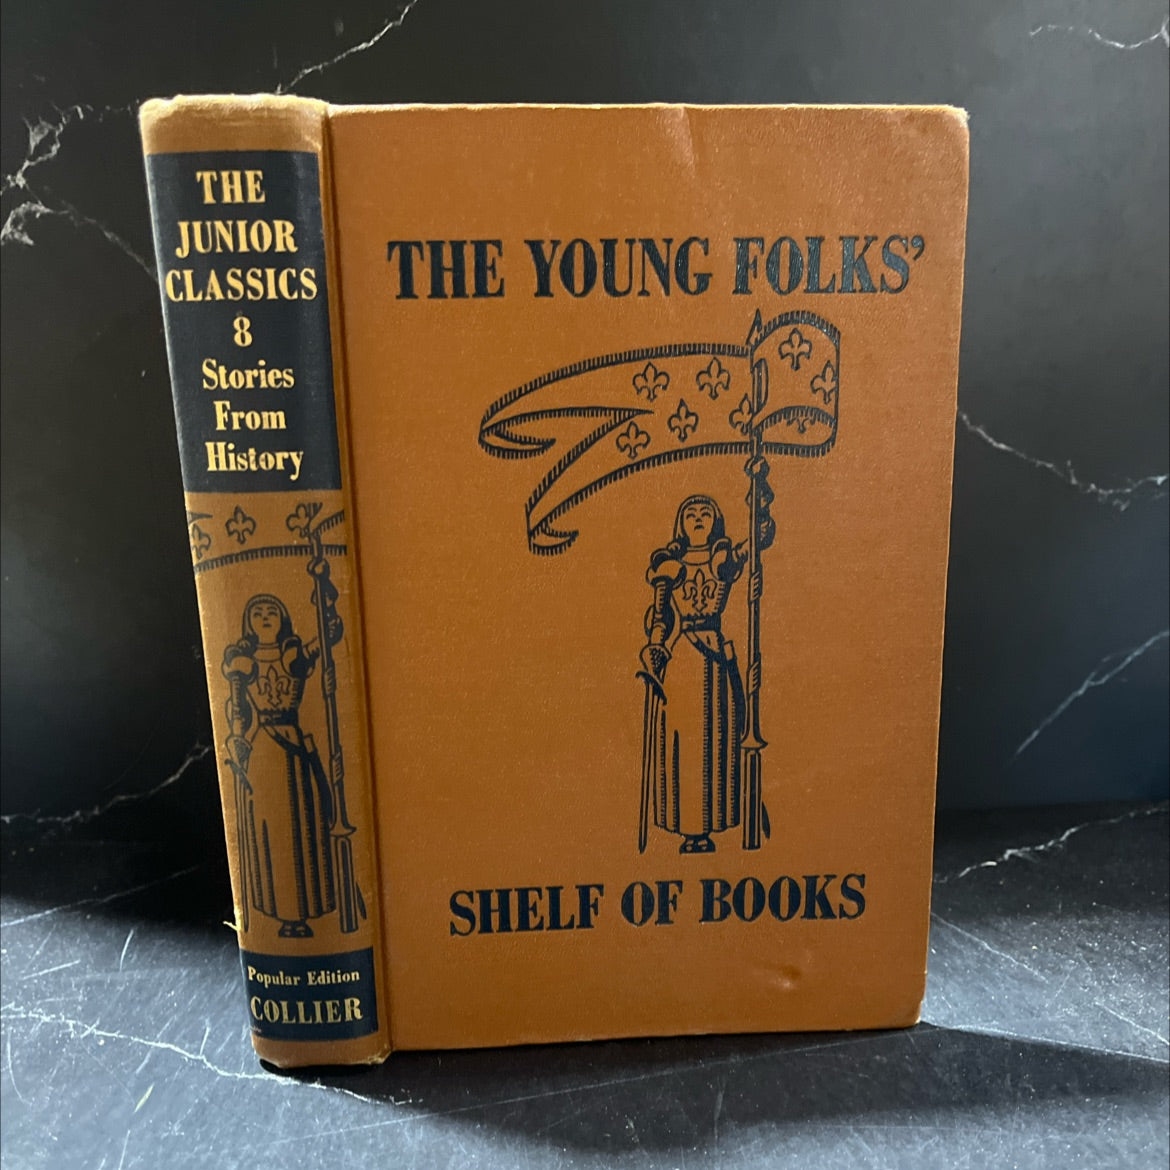 THE
JUNIOR
CLASSICS
8
Stories
From
History
Popular Edition
COLLIER
THE YOUNG FOLKS’
SHELF OF BOOKS